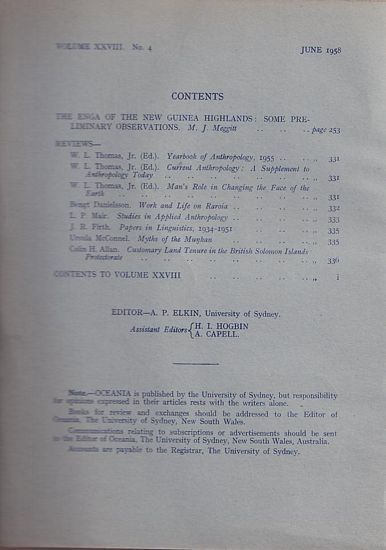 VOLUME XXVIII. No. 4 JUNE 1958
CONTENTS
THE ENGA OF THE NEW GUINEA HIGHLANDS: SOME PRE-
LIMINARY OBSERVATIONS. M. J. Meggitt .. .. .. page 253
REVIEWS—
W. L. Thomas, Jr. (Ed.). Yearbook of Anthropology, 1955 .. .. „ 331
W. L. Thomas, Jr. (Ed.). Current Anthropology: A Supplement to
Anthropology Today .. .. .. .. .. .. .. „ 331
W. L. Thomas, Jr. (Ed.). Man's Role in Changing the Face of the
Earth .. .. .. .. .. .. .. .. „ 331
Bengt Danielsson. Work and Life on Raroia .. .. .. .. „ 332
L. P. Mair. Studies in Applied Anthropology .. .. .. .. „ 333
J. R. Firth. Papers in Linguistics, 1934-1951 .. .. .. „ 335
Ursula McConnel. Myths of the Muŋkan .. .. .. .. „ 335
Colin H. Allan. Customary Land Tenure in the British Solomon Islands
Protectorate .. .. .. .. .. .. .. „ 336
CONTENTS TO VOLUME XXVIII .. .. .. .. .. „ i
EDITOR—A. P. ELKIN, University of Sydney.
Assistant Editors { H. I. HOGBIN
A. CAPELL.
Note.—OCEANIA is published by the University of Sydney, but responsibility
for opinions expressed in their articles rests with the writers alone.
Books for review and exchanges should be addressed to the Editor of
Oceania, The University of Sydney, New South Wales.
Communications relating to subscriptions or advertisements should be sent
to the Editor of Oceania, The University of Sydney, New South Wales, Australia.
Accounts are payable to the Registrar, The University of Sydney.